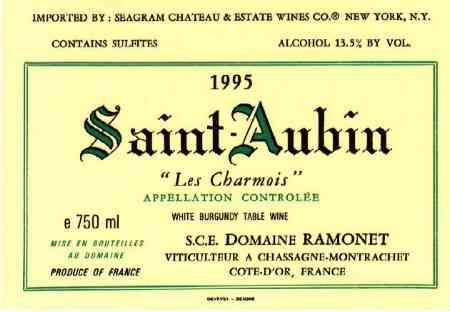 IMPORTED BY : SEAGRAM CHATEAU & ESTATE WINES CO.® NEW YORK, N.Y.
CONTAINS SULFITES ALCOHOL 13.5% BY VOL.
1995
Saint-Aubin
"Les Charmois"
APPELLATION CONTROLÉE
WHITE BURGUNDY TABLE WINE
e 750 ml
S.C.E. DOMAINE RAMONET
MISE EN BOUTEILLES
AU DOMAINE
VITICULTEUR A CHASSAGNE-MONTRACHET
PRODUCE OF FRANCE
COTE-D'OR, FRANCE